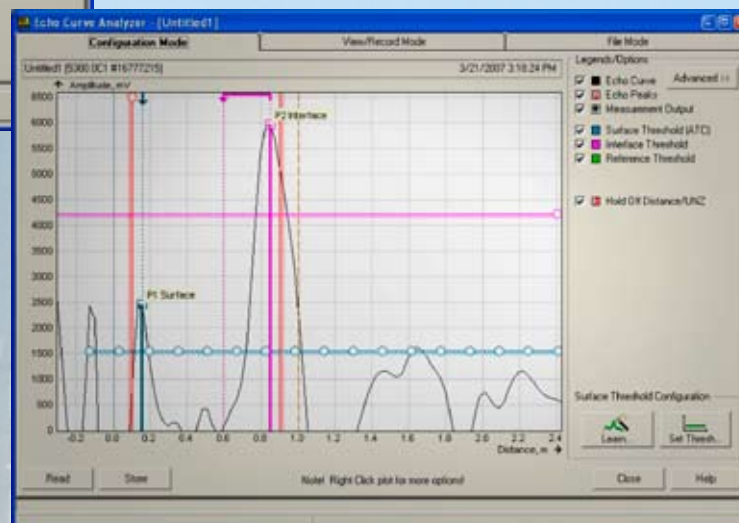 Echo Curve Analyzer - [Untitled1]
Configuration Mode
View/Record Mode
File Mode
Untitled1 (5300 0C1 #16777215)
3/21/2007 3:18:24 PM
Amplitude, mV
6500
6000
5500
5000
4500
4000
3500
3000
2500
2000
1500
1000
500
0
P2 Interface
P1 Surface
-0.2 0.0 0.2 0.4 0.6 0.8 1.0 1.2 1.4 1.6 1.8 2.0 2.2 2.4
Distance, m
Legends/Options
Echo Curve
Advanced >>
Echo Peaks
Measurement Output
Surface Threshold (ATC)
Interface Threshold
Reference Threshold
Hold Off Distance/UNZ
Surface Threshold Configuration
Learn...
Set Thresh...
Read
Store
Note! Right Click plot for more options!
Close
Help